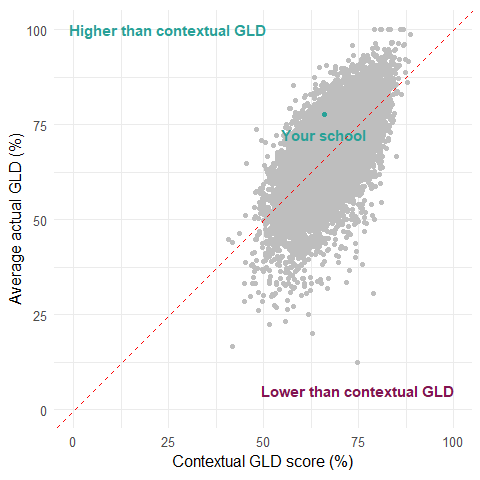 Higher than contextual GLD
Your school
Lower than contextual GLD
Average actual GLD (%)
100
75
50
25
0
0 25 50 75 100
Contextual GLD score (%)